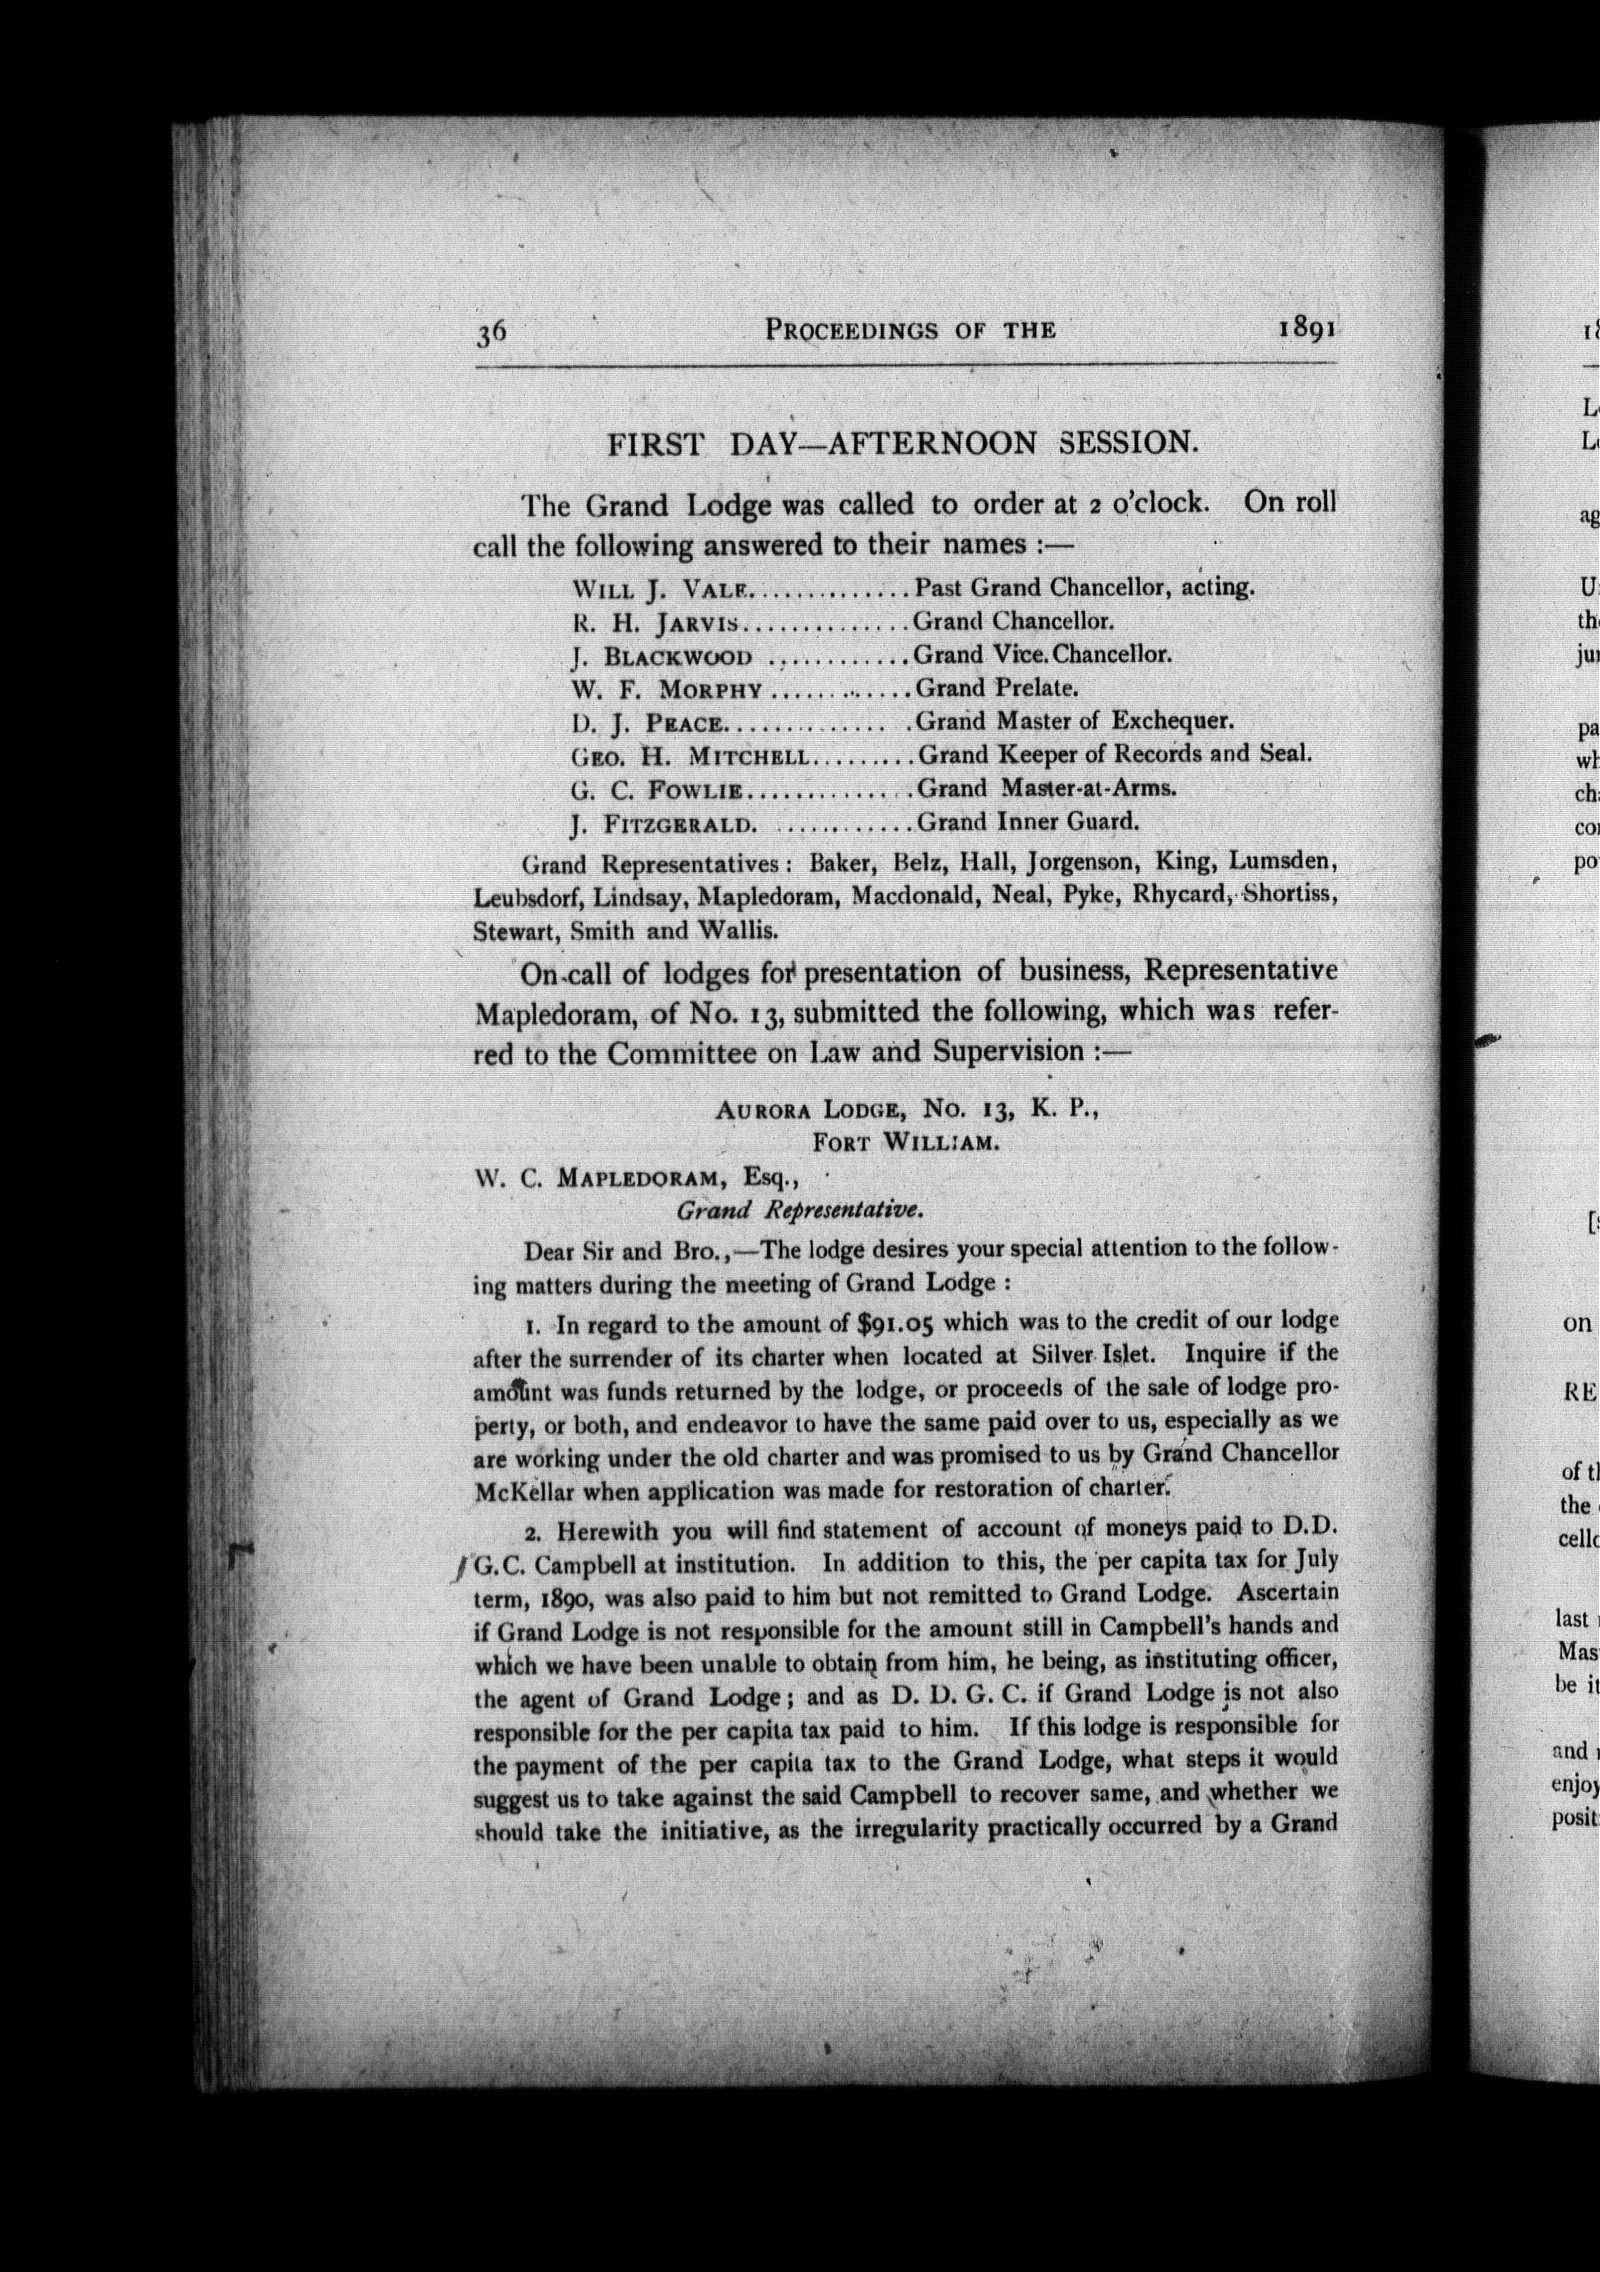 36 PROCEEDINGS OF THE 1891
FIRST DAY—AFTERNOON SESSION.
The Grand Lodge was called to order at 2 o'clock. On roll
call the following answered to their names :—
WILL J. VALE..............Past Grand Chancellor, acting.
R. H. JARVIS..............Grand Chancellor.
J. BLACKWOOD ............Grand Vice Chancellor.
W. F. MORPHY............Grand Prelate.
D. J. PEACE...............Grand Master of Exchequer.
GEO. H. MITCHELL.........Grand Keeper of Records and Seal.
G. C. FOWLIE..............Grand Master-at-Arms.
J. FITZGERALD. ............Grand Inner Guard.
Grand Representatives : Baker, Belz, Hall, Jorgenson, King, Lumsden,
Leubsdorf, Lindsay, Mapledoram, Macdonald, Neal, Pyke, Rhycard, Shortiss,
Stewart, Smith and Wallis.
On call of lodges for presentation of business, Representative
Mapledoram, of No. 13, submitted the following, which was refer-
red to the Committee on Law and Supervision :—
AURORA LODGE, No. 13, K. P.,
FORT WILLIAM.
W. C. MAPLEDORAM, Esq.,
Grand Representative.
Dear Sir and Bro.,—The lodge desires your special attention to the follow-
ing matters during the meeting of Grand Lodge :
1. In regard to the amount of $91.05 which was to the credit of our lodge
after the surrender of its charter when located at Silver Islet. Inquire if the
amount was funds returned by the lodge, or proceeds of the sale of lodge pro-
perty, or both, and endeavor to have the same paid over to us, especially as we
are working under the old charter and was promised to us by Grand Chancellor
McKellar when application was made for restoration of charter.
2. Herewith you will find statement of account of moneys paid to D.D.
G.C. Campbell at institution. In addition to this, the per capita tax for July
term, 1890, was also paid to him but not remitted to Grand Lodge. Ascertain
if Grand Lodge is not responsible for the amount still in Campbell's hands and
which we have been unable to obtain from him, he being, as instituting officer,
the agent of Grand Lodge ; and as D. D. G. C. if Grand Lodge is not also
responsible for the per capita tax paid to him. If this lodge is responsible for
the payment of the per capita tax to the Grand Lodge, what steps it would
suggest us to take against the said Campbell to recover same, and whether we
should take the initiative, as the irregularity practically occurred by a Grand